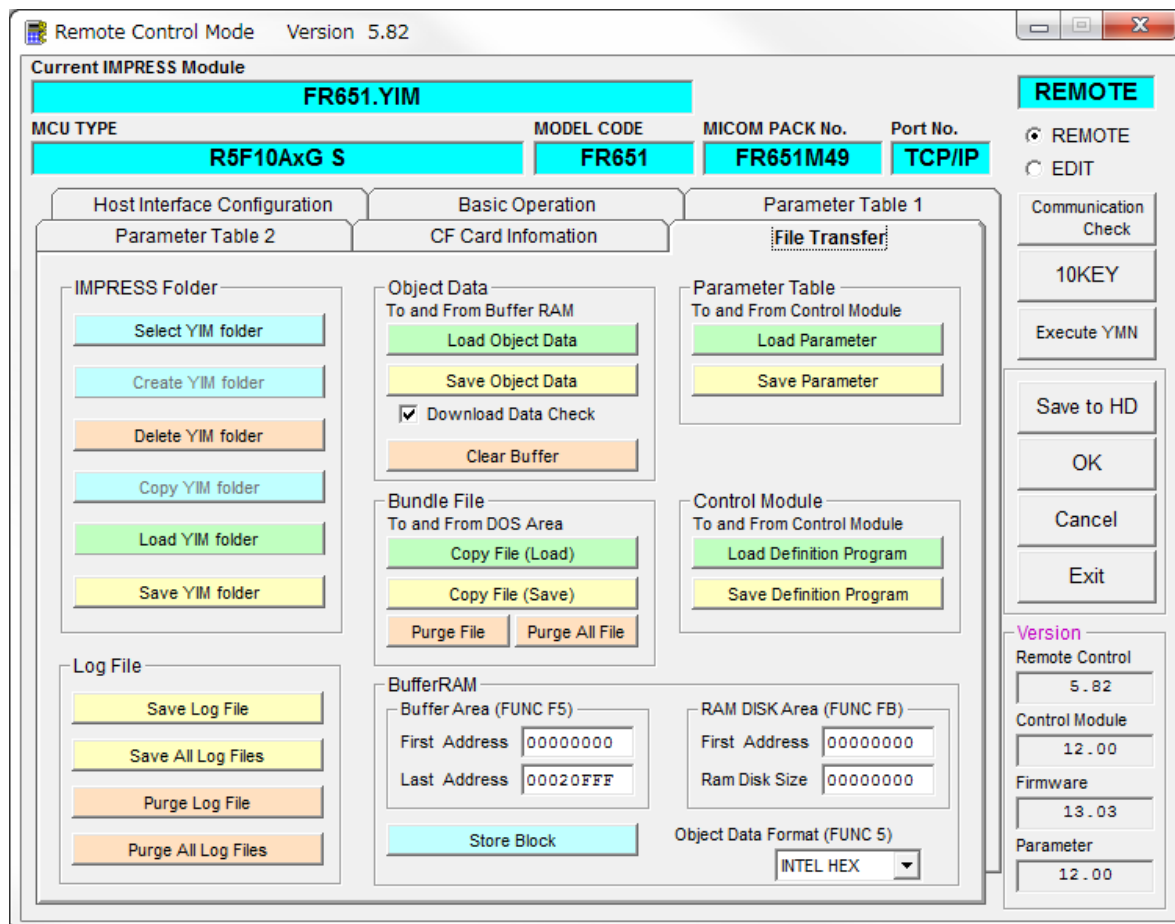 Remote Control Mode Version 5.82
Current IMPRESS Module
FR651.YIM
MCU TYPE
MODEL CODE
MICOM PACK No.
Port No.
R5F10AxG S
FR651
FR651M49
TCP/IP
REMOTE
REMOTE
EDIT
Communication
Check
10KEY
Execute YMN
Save to HD
OK
Cancel
Exit
Host Interface Configuration
Basic Operation
Parameter Table 1
Parameter Table 2
CF Card Infomation
File Transfer
IMPRESS Folder
Select YIM folder
Create YIM folder
Delete YIM folder
Copy YIM folder
Load YIM folder
Save YIM folder
Log File
Save Log File
Save All Log Files
Purge Log File
Purge All Log Files
Object Data
To and From Buffer RAM
Load Object Data
Save Object Data
Download Data Check
Clear Buffer
Bundle File
To and From DOS Area
Copy File (Load)
Copy File (Save)
Purge File
Purge All File
Parameter Table
To and From Control Module
Load Parameter
Save Parameter
Control Module
To and From Control Module
Load Definition Program
Save Definition Program
BufferRAM
Buffer Area (FUNC F5)
First Address 00000000
Last Address 00020FFF
Store Block
RAM DISK Area (FUNC FB)
First Address 00000000
Ram Disk Size 00000000
Object Data Format (FUNC 5)
INTEL HEX
Version
Remote Control
5.82
Control Module
12.00
Firmware
13.03
Parameter
12.00